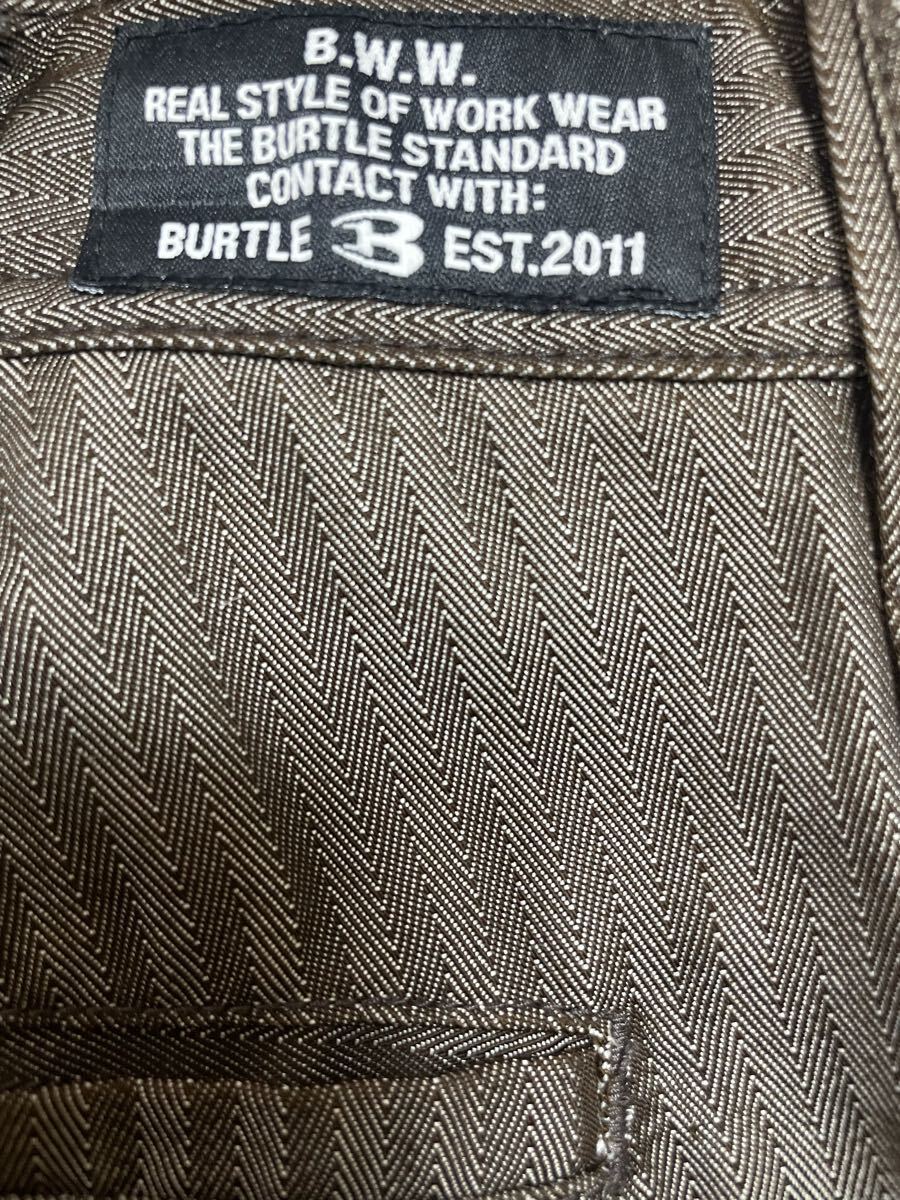 B.W.W.
REAL STYLE OF WORK WEAR
THE BURTLE STANDARD
CONTACT WITH:
BURTLE B EST.2011